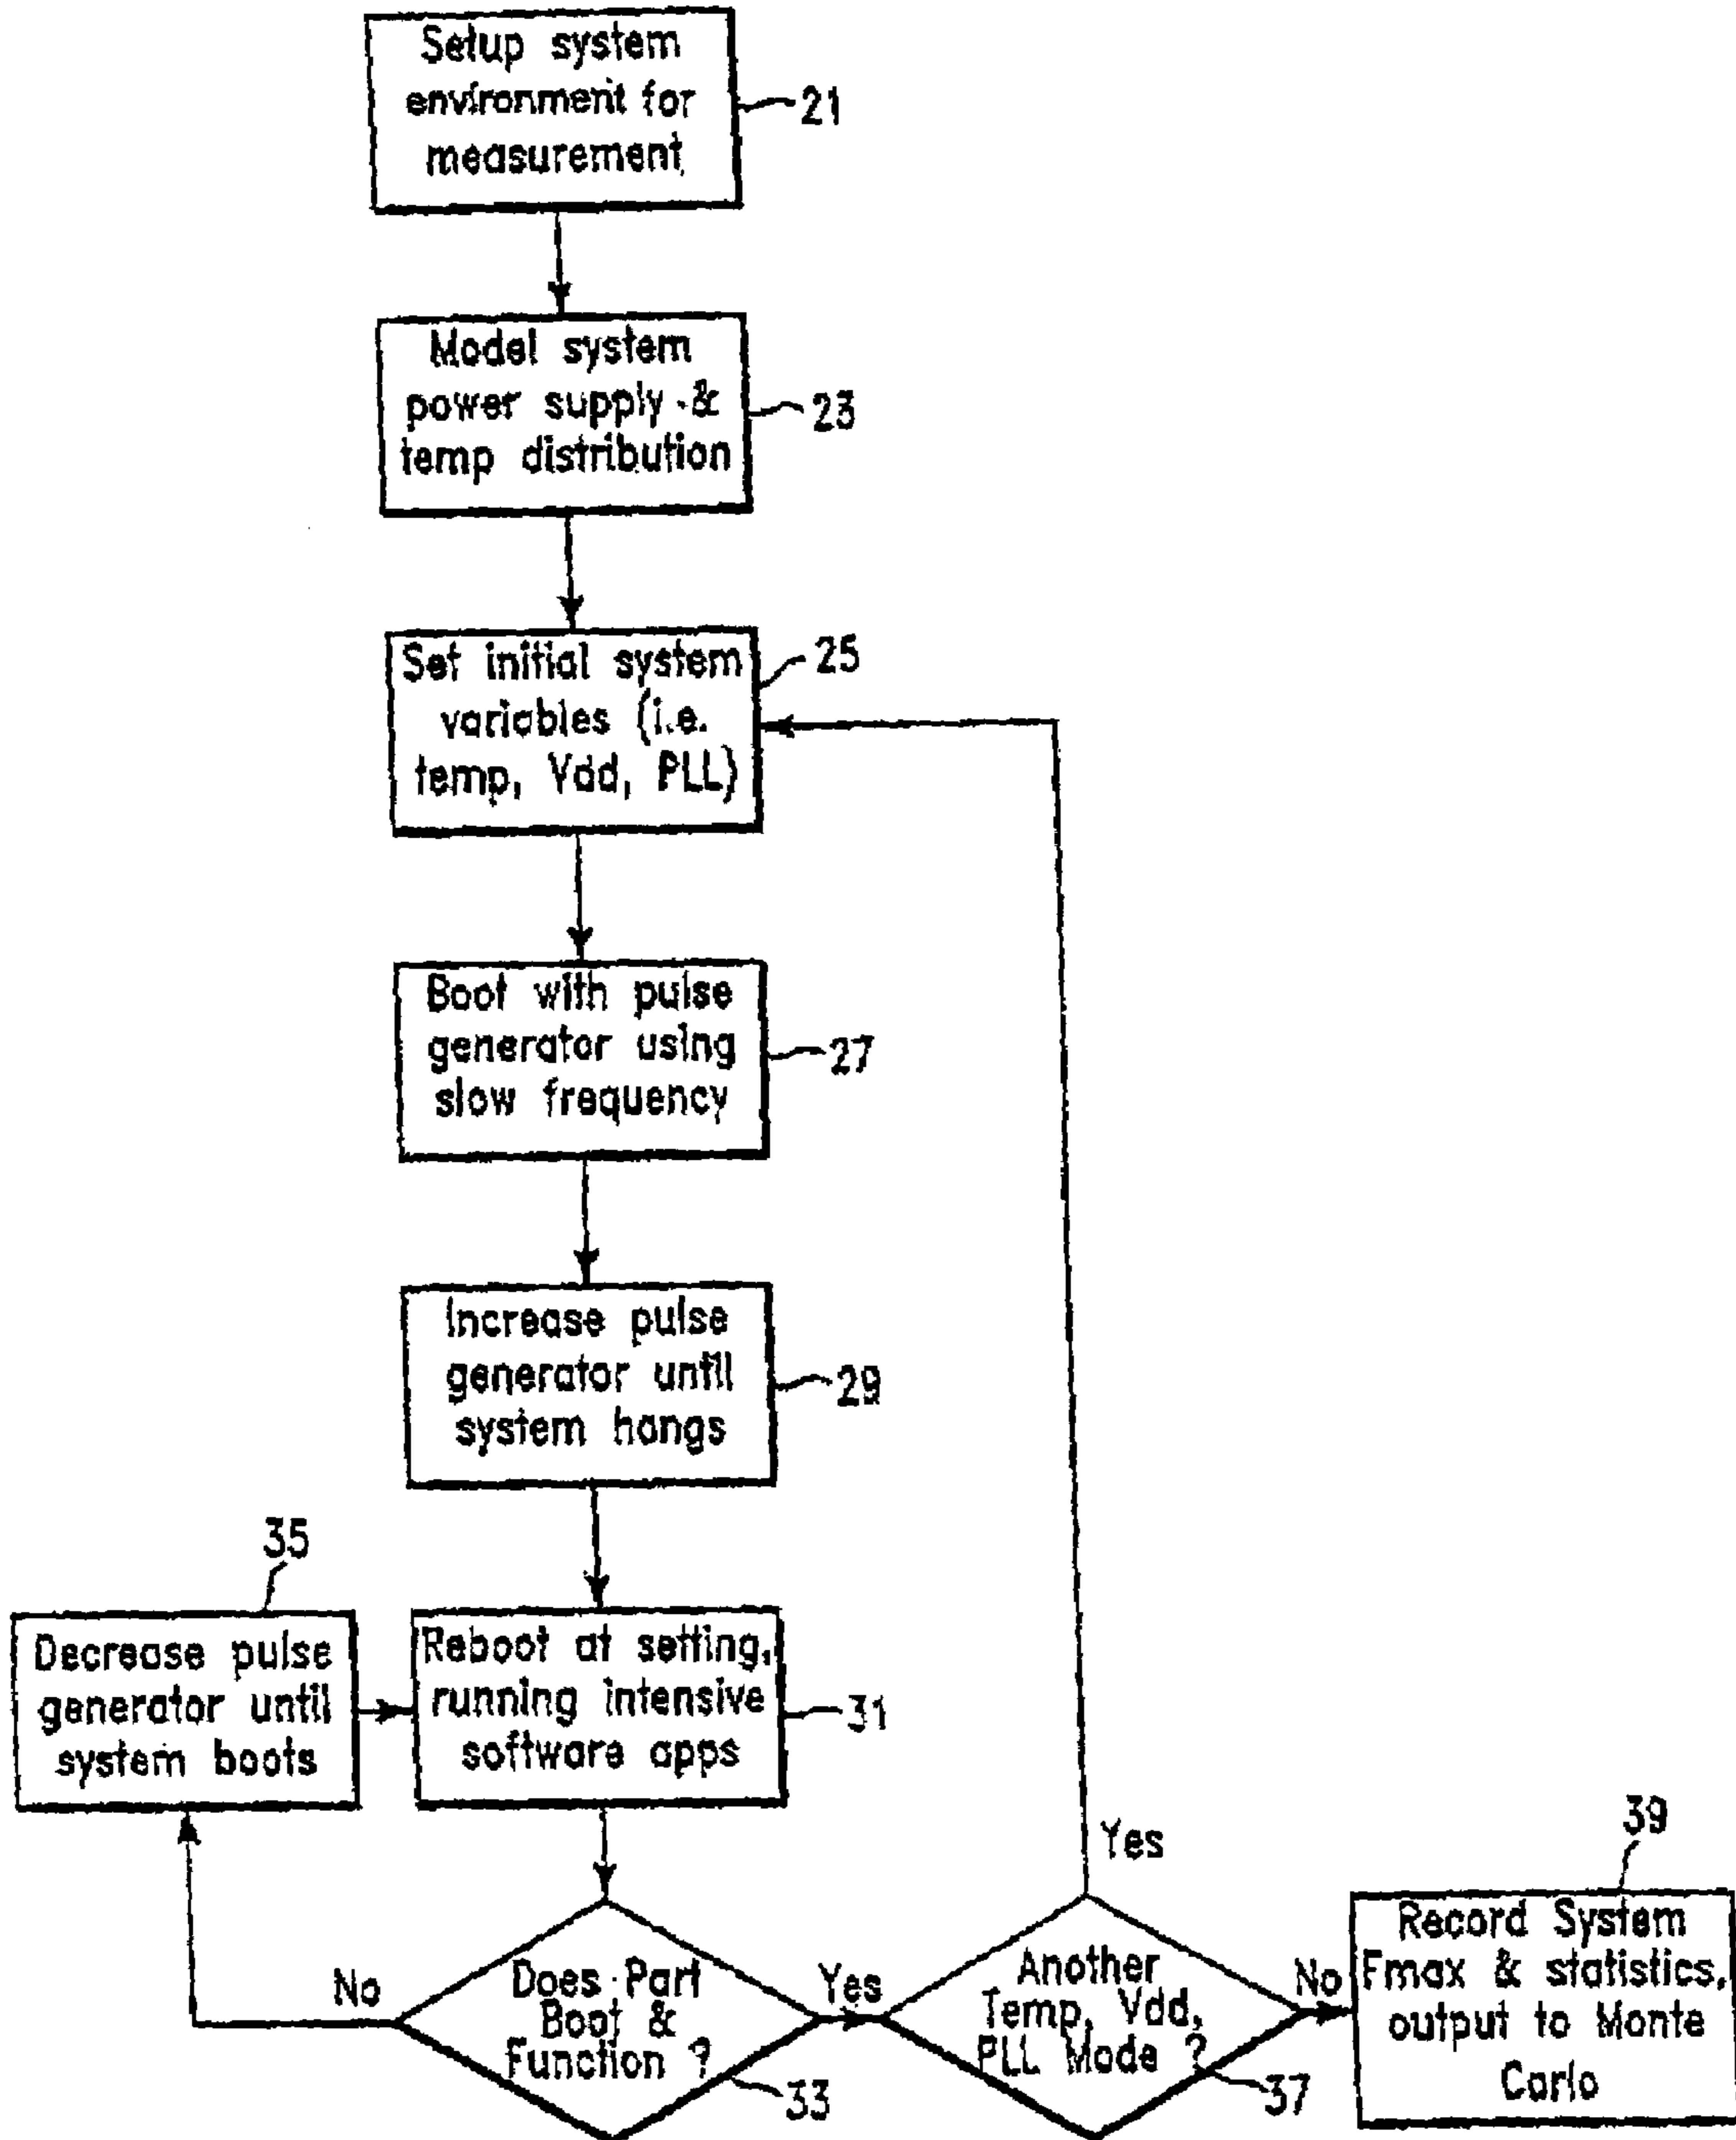 Setup system
environment for
measurement
21
Model system
power supply &
temp distribution
23
Set initial system
variables (i.e.
temp, Vdd, PLL)
25
Boot with pulse
generator using
slow frequency
27
Increase pulse
generator until
system hangs
29
35
Decrease pulse
generator until
system boots
Reboot at setting,
running intensive
software apps
31
No
Does Part
Boot &
Function ?
33
Yes
Another
Temp, Vdd,
PLL Mode ?
37
Yes
No
39
Record System
Fmax & statistics,
output to Monte
Carlo